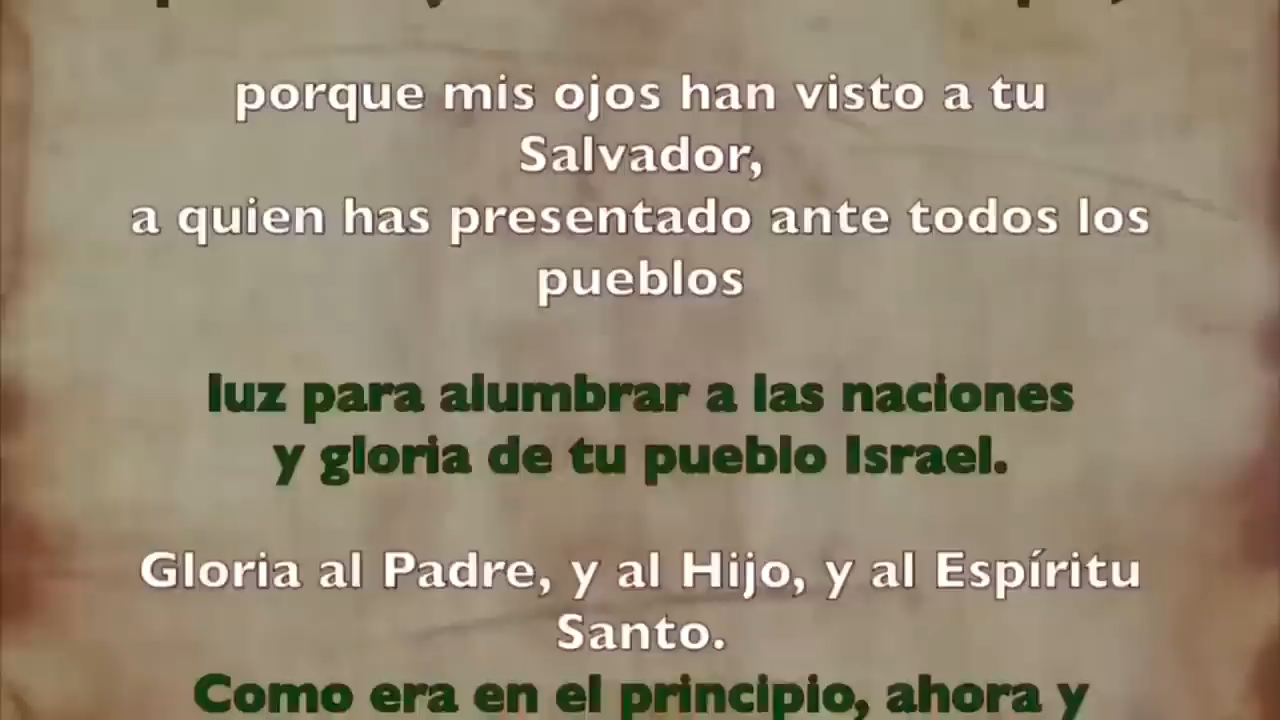 porque mis ojos han visto a tu
Salvador,
a quien has presentado ante todos los
pueblos
luz para alumbrar a las naciones
y gloria de tu pueblo Israel.
Gloria al Padre, y al Hijo, y al Espíritu
Santo.
Como era en el principio, ahora y